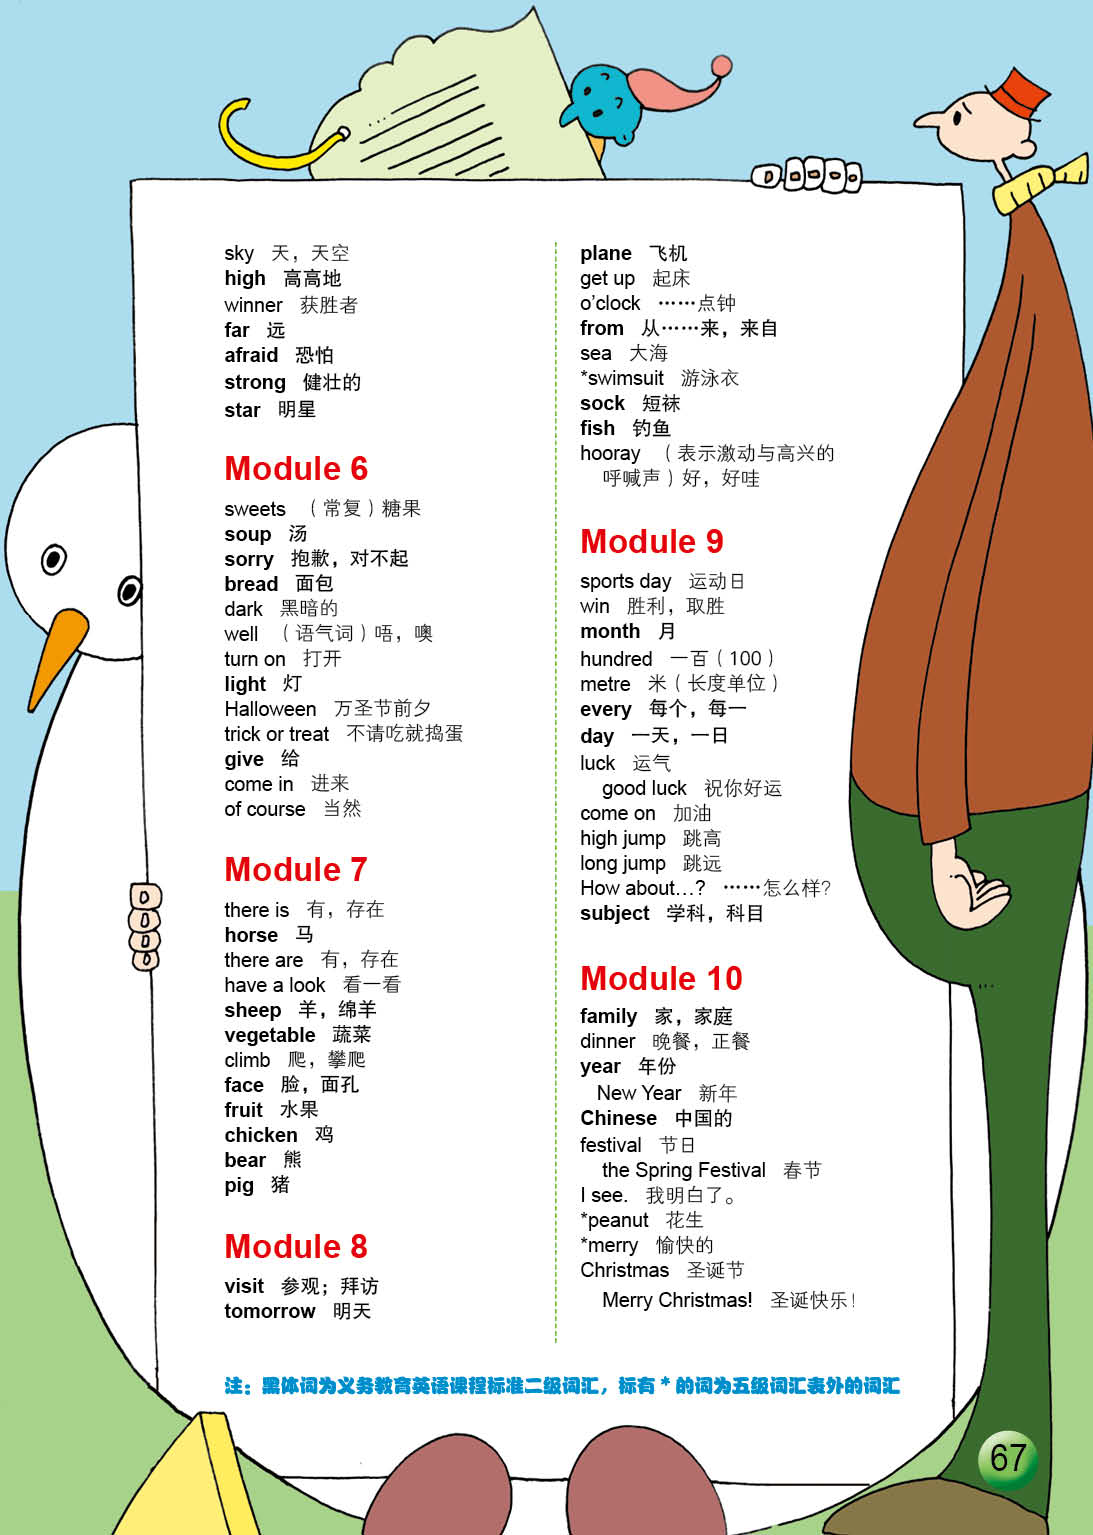 sky 天，天空
high 高高地
winner 获胜者
far 远
afraid 恐怕
strong 健壮的
star 明星
Module 6
sweets （常复）糖果
soup 汤
sorry 抱歉，对不起
bread 面包
dark 黑暗的
well （语气词）唔，噢
turn on 打开
light 灯
Halloween 万圣节前夕
trick or treat 不请吃就捣蛋
give 给
come in 进来
of course 当然
Module 7
there is 有，存在
horse 马
there are 有，存在
have a look 看一看
sheep 羊，绵羊
vegetable 蔬菜
climb 爬，攀爬
face 脸，面孔
fruit 水果
chicken 鸡
bear 熊
pig 猪
Module 8
visit 参观；拜访
tomorrow 明天
plane 飞机
get up 起床
o’clock ……点钟
from 从……来，来自
sea 大海
*swimsuit 游泳衣
sock 短袜
fish 钓鱼
hooray （表示激动与高兴的
呼喊声）好，好哇
Module 9
sports day 运动日
win 胜利，取胜
month 月
hundred 一百（100）
metre 米（长度单位）
every 每个，每一
day 一天，一日
luck 运气
good luck 祝你好运
come on 加油
high jump 跳高
long jump 跳远
How about…? ……怎么样?
subject 学科，科目
Module 10
family 家，家庭
dinner 晚餐，正餐
year 年份
New Year 新年
Chinese 中国的
festival 节日
the Spring Festival 春节
I see. 我明白了。
*peanut 花生
*merry 愉快的
Christmas 圣诞节
Merry Christmas! 圣诞快乐！
注：黑体词为义务教育英语课程标准二级词汇，标有 * 的词为五级词汇表外的词汇
67